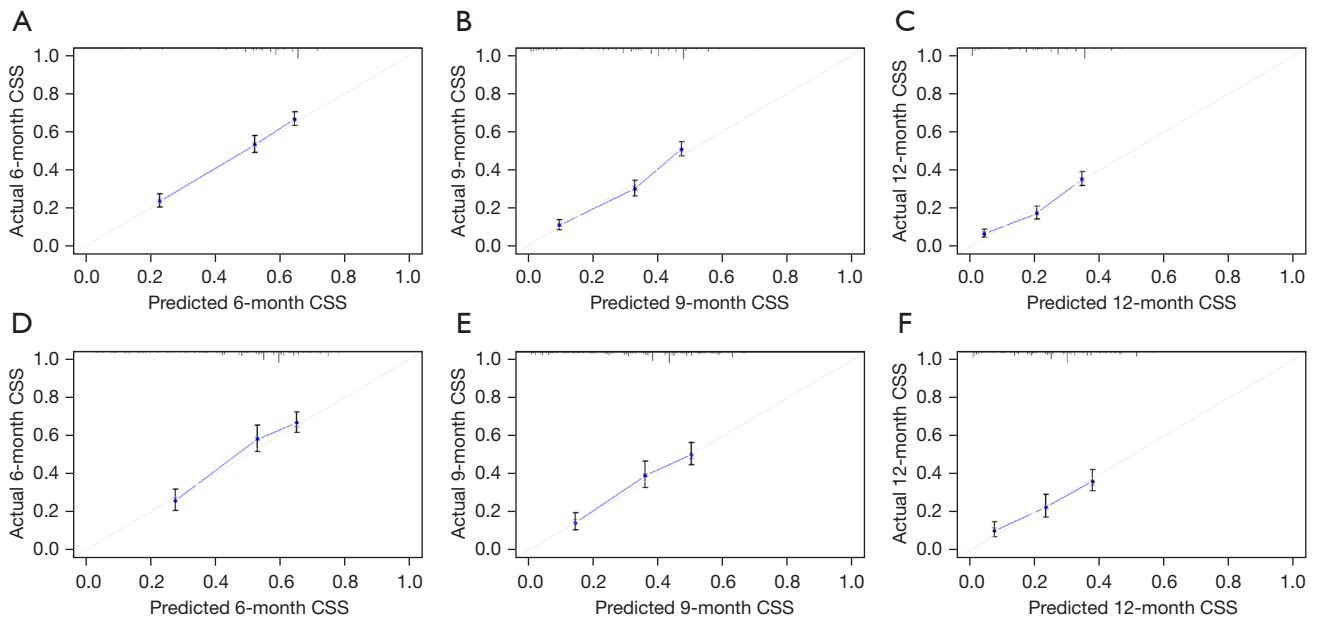 A
Actual 6-month CSS
1.0
0.8
0.6
0.4
0.2
0.0
0.0 0.2 0.4 0.6 0.8 1.0
Predicted 6-month CSS
B
Actual 9-month CSS
1.0
0.8
0.6
0.4
0.2
0.0
0.0 0.2 0.4 0.6 0.8 1.0
Predicted 9-month CSS
C
Actual 12-month CSS
1.0
0.8
0.6
0.4
0.2
0.0
0.0 0.2 0.4 0.6 0.8 1.0
Predicted 12-month CSS
D
Actual 6-month CSS
1.0
0.8
0.6
0.4
0.2
0.0
0.0 0.2 0.4 0.6 0.8 1.0
Predicted 6-month CSS
E
Actual 9-month CSS
1.0
0.8
0.6
0.4
0.2
0.0
0.0 0.2 0.4 0.6 0.8 1.0
Predicted 9-month CSS
F
Actual 12-month CSS
1.0
0.8
0.6
0.4
0.2
0.0
0.0 0.2 0.4 0.6 0.8 1.0
Predicted 12-month CSS